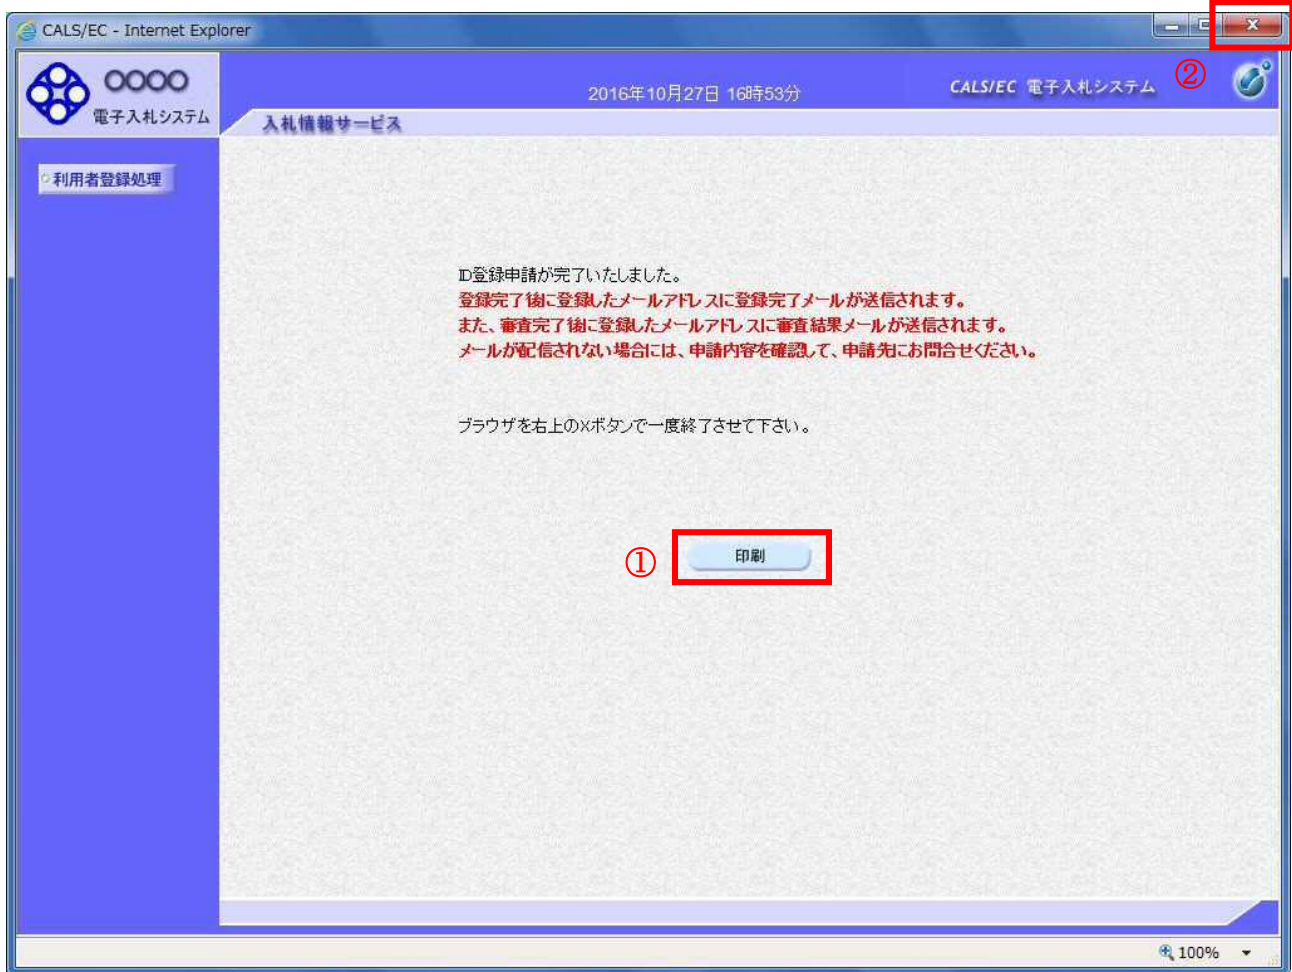 CALS/EC - Internet Explorer
②
〇〇〇〇
電子入札システム
2016年10月27日 16時53分
CALS/EC 電子入札システム
入札情報サービス
利用者登録処理
ID登録申請が完了いたしました。
登録完了後に登録したメールアドレスに登録完了メールが送信されます。
また、審査完了後に登録したメールアドレスに審査結果メールが送信されます。
メールが配信されない場合には、申請内容を確認して、申請先にお問合せください。
ブラウザを右上のXボタンで一度終了させて下さい。
① 印刷
100%